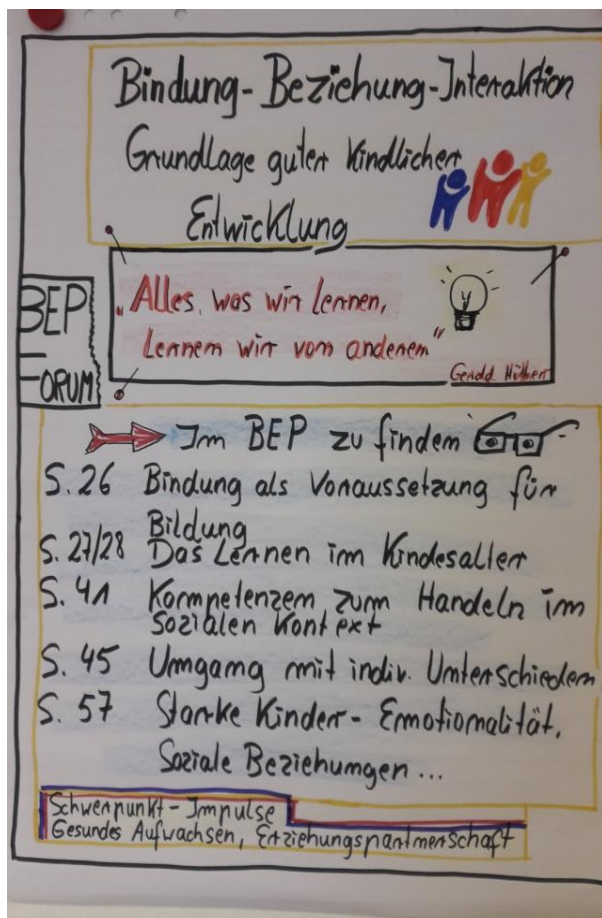 Bindung-Beziehung-Interaktion
Grundlage guter kindlicher
Entwicklung
BEP
FORUM
"Alles, was wir lernen,
lernen wir von anderen"
Gerald Hüther
Im BEP zu finden
S. 26 Bindung als Voraussetzung für
Bildung
S. 27/28 Das Lernen im Kindesalter
S. 41 Kompetenzen zum Handeln im
Sozialen Kontext
S. 45 Umgang mit indiv. Unterschieden
S. 57 Starke Kinder - Emotionalität,
Soziale Beziehungen ...
Schwerpunkt-Impulse
Gesundes Aufwachsen, Erziehungspartnerschaft